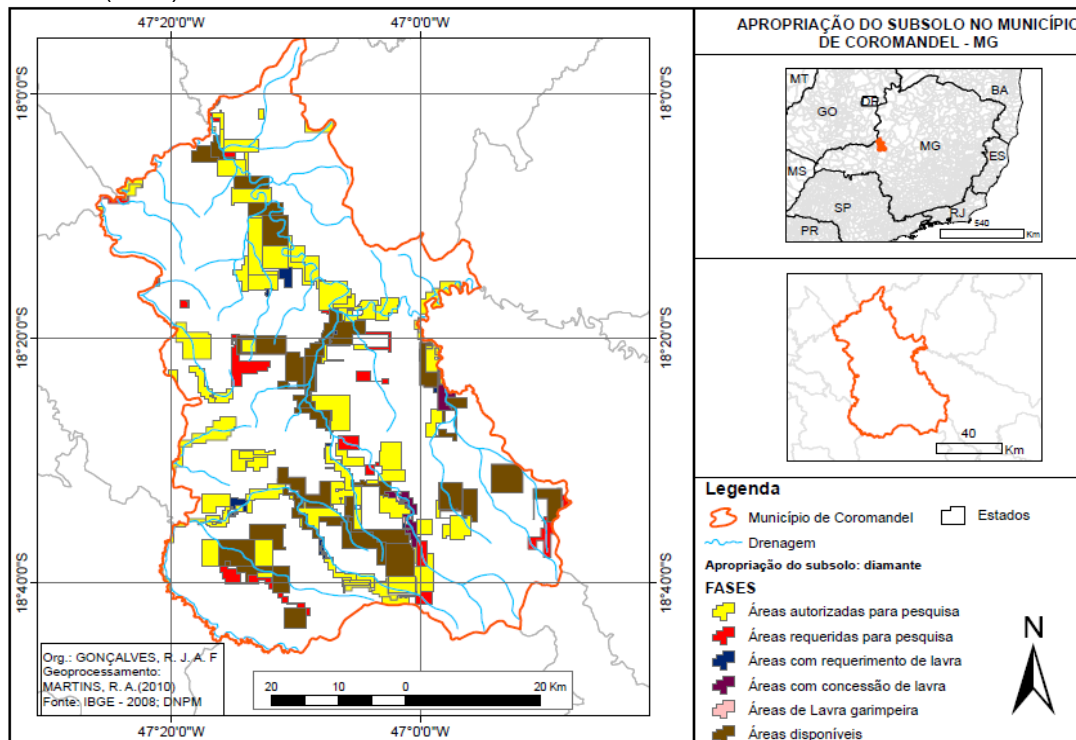 47°20'0"W
47°0'0"W
18°0'0"S
18°0'0"S
18°20'0"S
18°20'0"S
18°40'0"S
18°40'0"S
Org.: GONÇALVES, R. J. A. F
Geoprocessamento:
MARTINS, R. A.(2010)
Fonte: IBGE - 2008; DNPM
20 10 0 20 Km
47°20'0"W
47°0'0"W
APROPRIAÇÃO DO SUBSOLO NO MUNICÍPIO
DE COROMANDEL - MG
MT
GO
DF
BA
MG
ES
MS
SP
RJ
PR
540
Km
40
Km
Legenda
Município de Coromandel
Estados
Drenagem
Apropriação do subsolo: diamante
FASES
Áreas autorizadas para pesquisa
Áreas requeridas para pesquisa
Áreas com requerimento de lavra
Áreas com concessão de lavra
Áreas de Lavra garimpeira
Áreas disponíveis
N